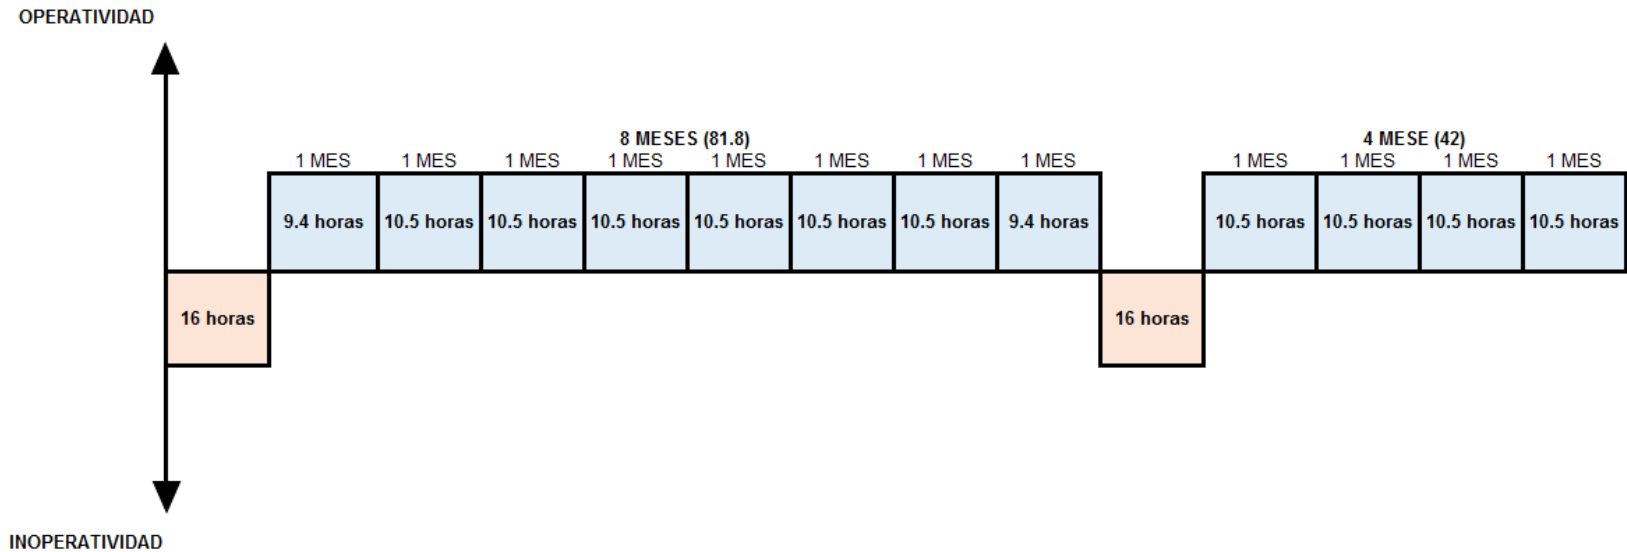 OPERATIVIDAD
8 MESES (81.8)
4 MESE (42)
1 MES 1 MES 1 MES 1 MES 1 MES 1 MES 1 MES 1 MES 1 MES 1 MES 1 MES 1 MES
9.4 horas 10.5 horas 10.5 horas 10.5 horas 10.5 horas 10.5 horas 10.5 horas 9.4 horas 10.5 horas 10.5 horas 10.5 horas 10.5 horas
16 horas 16 horas
INOPERATIVIDAD